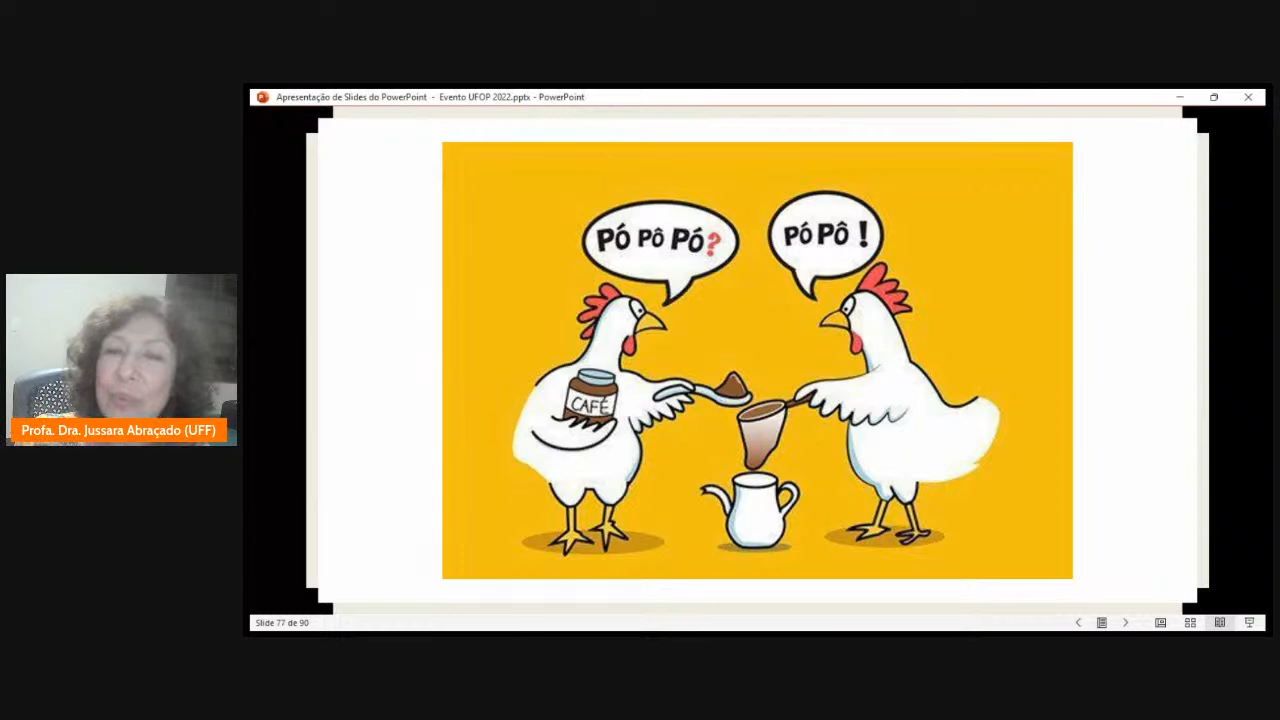 Apresentação de Slides do PowerPoint - Evento UFOP 2022.pptx - PowerPoint
PÓ PÔ PÓ?
PÓ PÔ !
CAFÉ
Profa. Dra. Jussara Abraçado (UFF)
Slide 77 de 90